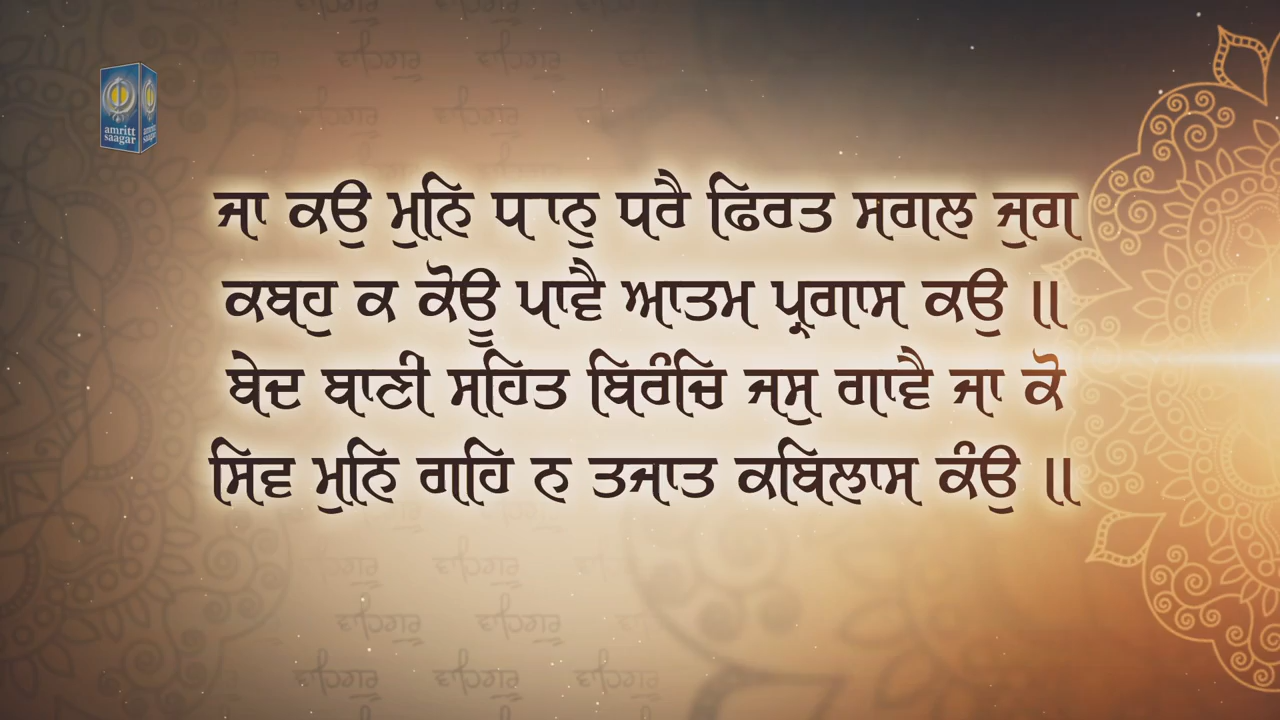 amritt
saagar
ਜਾ ਕਉ ਮੁਨਿ ਧ ਾਨੁ ਧਰੈ ਫਿਰਤ ਸਗਲ ਜੁਗ
ਕਬਹੁ ਕ ਕੋਊ ਪਾਵੈ ਆਤਮ ਪ੍ਰਗਾਸ ਕਉ ॥
ਬੇਦ ਬਾਣੀ ਸਹਿਤ ਬਿਰੰਚਿ ਜਸੁ ਗਾਵੈ ਜਾ ਕੋ
ਸਿਵ ਮੁਨਿ ਗਹਿ ਨ ਤਜਾਤ ਕਬਿਲਾਸ ਕੰਉ ॥